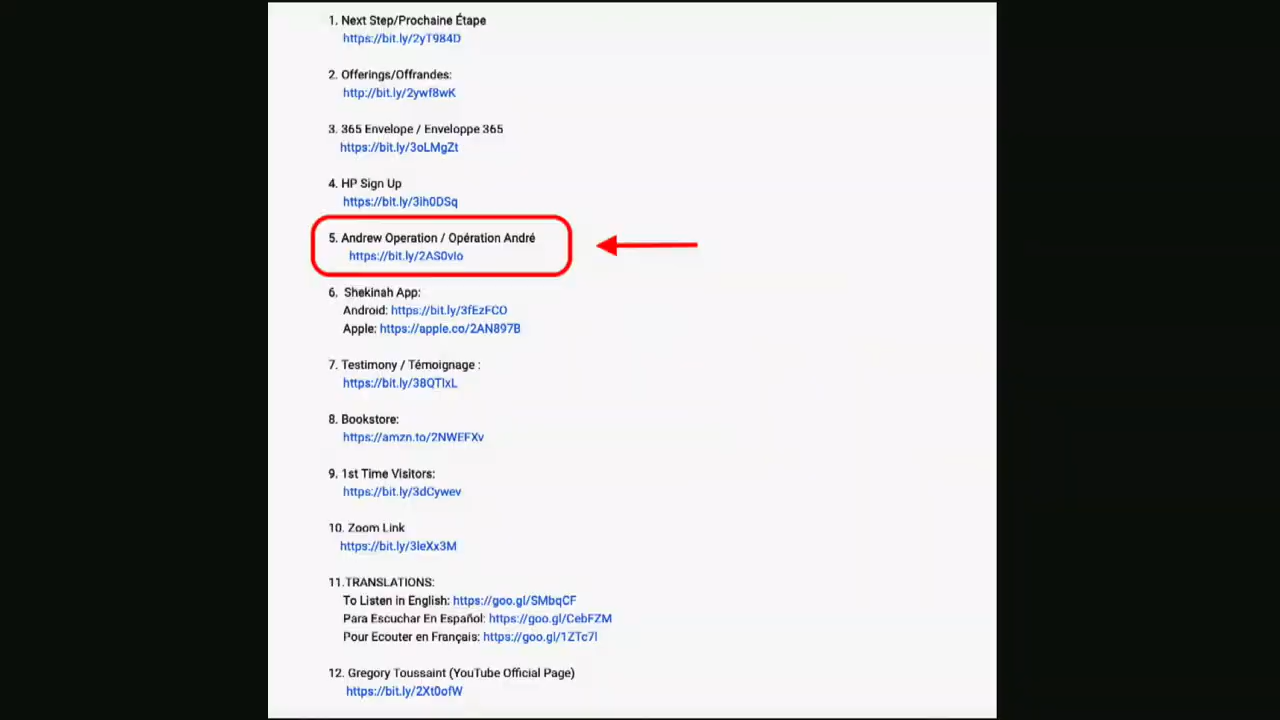 1. Next Step/Prochaine Étape
https://bit.ly/2yT984D
2. Offerings/Offrandes:
http://bit.ly/2ywf8wK
3. 365 Envelope / Enveloppe 365
https://bit.ly/3oLMgZt
4. HP Sign Up
https://bit.ly/3ih0DSq
5. Andrew Operation / Opération André
https://bit.ly/2AS0vIo
6. Shekinah App:
Android: https://bit.ly/3fEzFCO
Apple: https://apple.co/2AN897B
7. Testimony / Témoignage :
https://bit.ly/38QTIxL
8. Bookstore:
https://amzn.to/2NWEFXv
9. 1st Time Visitors:
https://bit.ly/3dCywev
10. Zoom Link
https://bit.ly/3leXx3M
11.TRANSLATIONS:
To Listen in English: https://goo.gl/SMbqCF
Para Escuchar En Español: https://goo.gl/CebFZM
Pour Ecouter en Français: https://goo.gl/1ZTc7l
12. Gregory Toussaint (YouTube Official Page)
https://bit.ly/2Xt0ofW